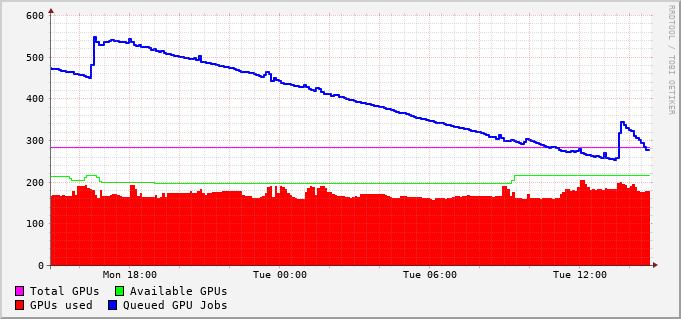 600
500
400
300
200
100
0
Mon 18:00 Tue 00:00 Tue 06:00 Tue 12:00
Total GPUs Available GPUs
GPUs used Queued GPU Jobs
RRDTOOL / TOBI OETIKER